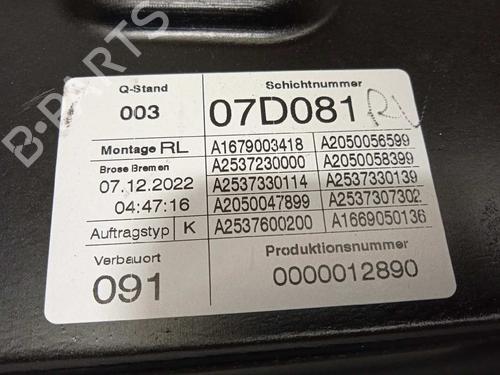 B-PARTS
Q-Stand
003
Schichtnummer
07D081 RL
Montage RL
Brose Bremen
07.12.2022
04:47:16
Auftragstyp K
A1679003418 A2050056599
A2537230000 A2050058399
A2537330114 A2537330139
A2050047899 A2537307302
A2537600200 A1669050136
Verbauort
091
Produktionsnummer
0000012890